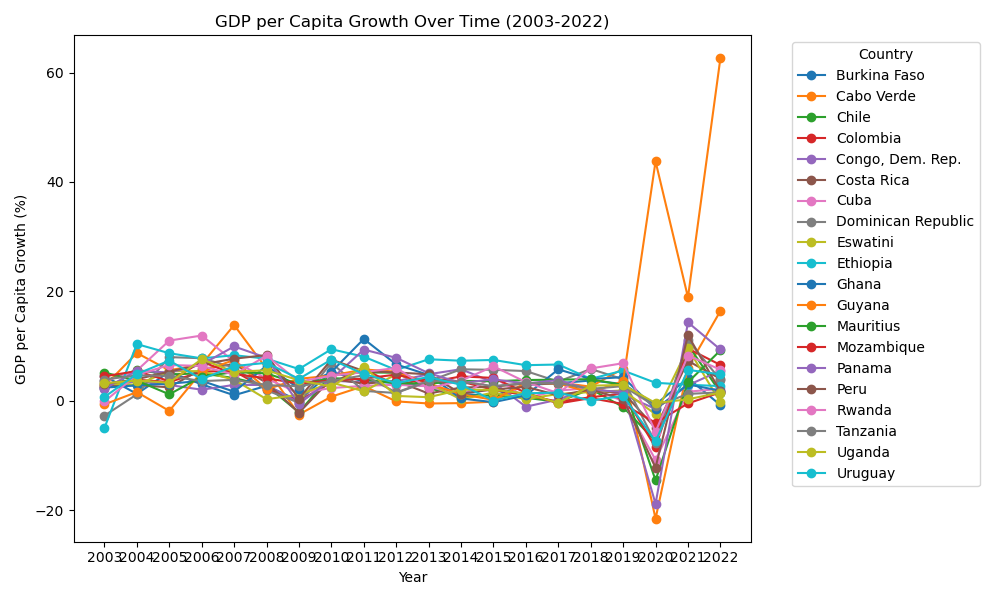 GDP per Capita Growth Over Time (2003-2022)
GDP per Capita Growth (%)
60
40
20
0
−20
2003 2004 2005 2006 2007 2008 2009 2010 2011 2012 2013 2014 2015 2016 2017 2018 2019 2020 2021 2022
Year
Country
Burkina Faso
Cabo Verde
Chile
Colombia
Congo, Dem. Rep.
Costa Rica
Cuba
Dominican Republic
Eswatini
Ethiopia
Ghana
Guyana
Mauritius
Mozambique
Panama
Peru
Rwanda
Tanzania
Uganda
Uruguay